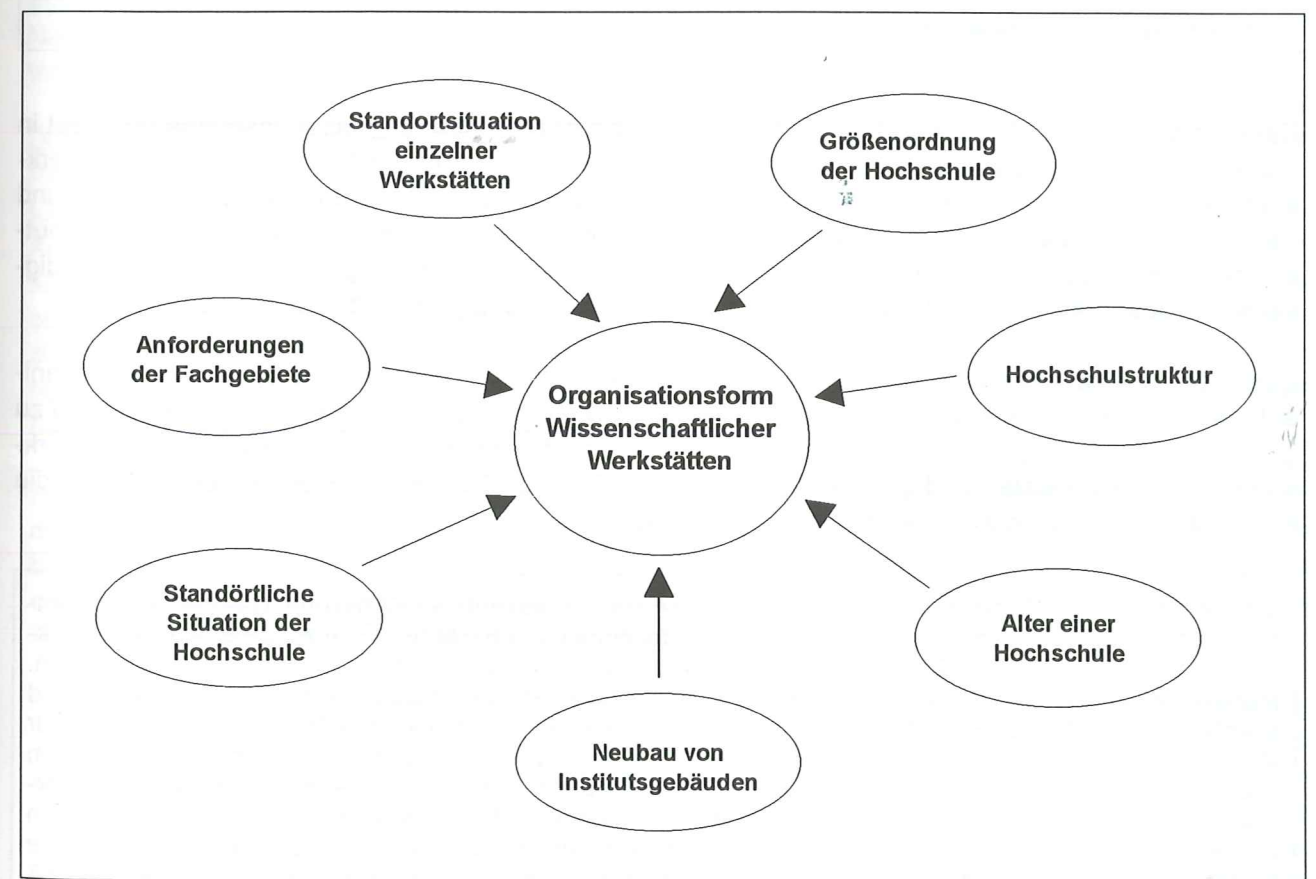 Standortsituation
einzelner
Werkstätten
Größenordnung
der Hochschule
Anforderungen
der Fachgebiete
Hochschulstruktur
Organisationsform
Wissenschaftlicher
Werkstätten
Standörtliche
Situation der
Hochschule
Alter einer
Hochschule
Neubau von
Institutsgebäuden